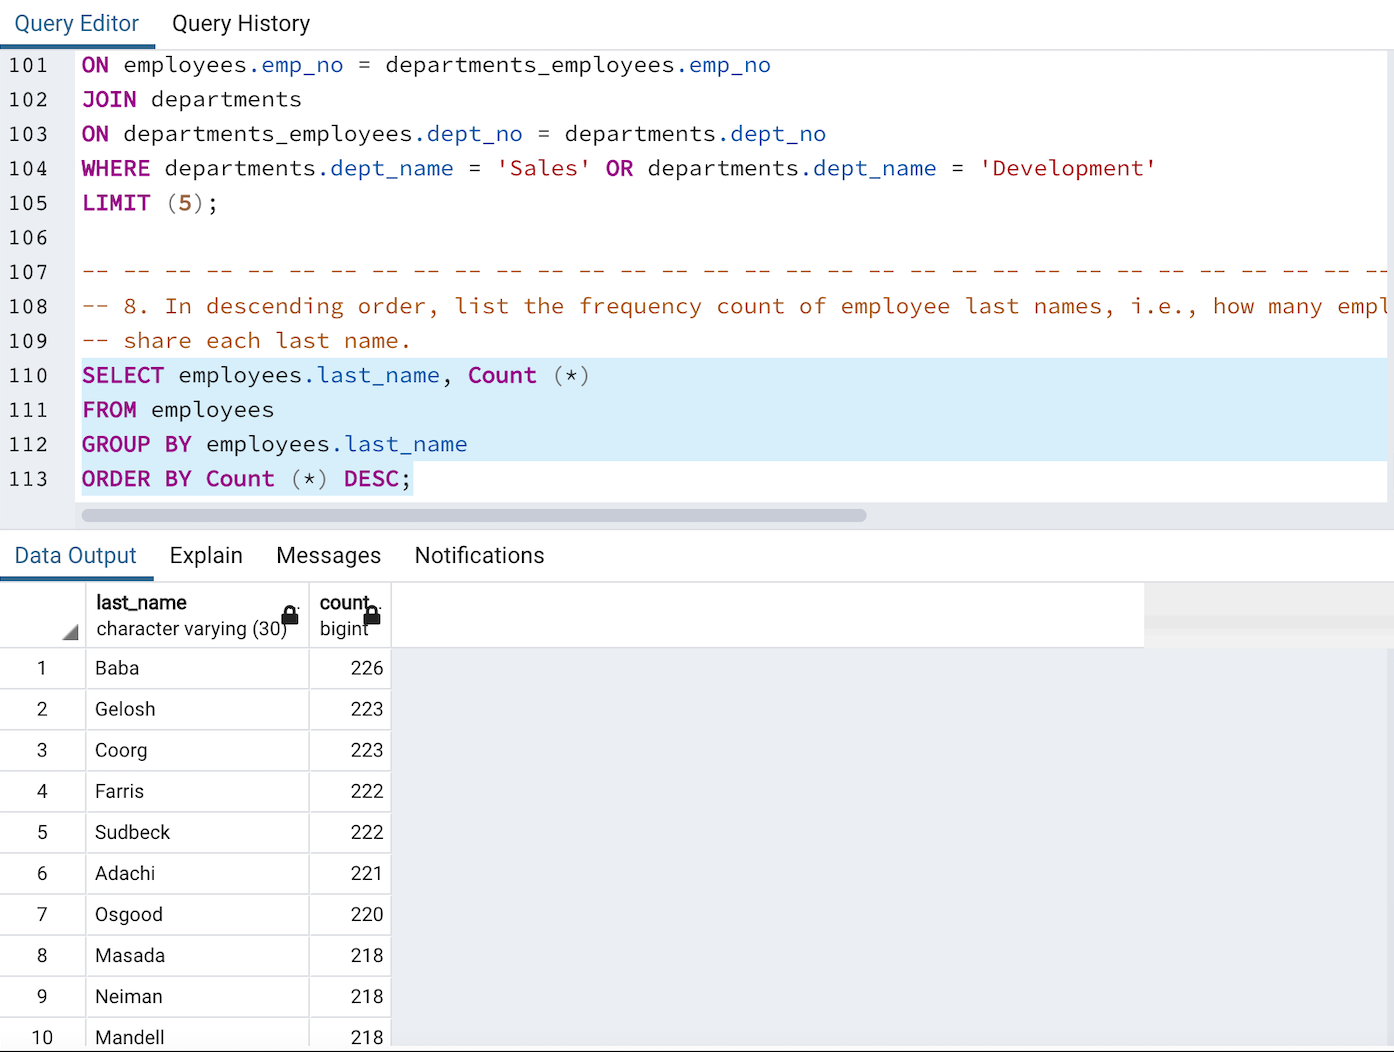 Query Editor Query History
101 ON employees.emp_no = departments_employees.emp_no
102 JOIN departments
103 ON departments_employees.dept_no = departments.dept_no
104 WHERE departments.dept_name = 'Sales' OR departments.dept_name = 'Development'
105 LIMIT (5);
106
107 -- -- -- -- -- -- -- -- -- -- -- -- -- -- -- -- -- -- -- -- -- -- -- -- -- -- -- -- -- -- -- --
108 -- 8. In descending order, list the frequency count of employee last names, i.e., how many empl
109 -- share each last name.
110 SELECT employees.last_name, Count (*)
111 FROM employees
112 GROUP BY employees.last_name
113 ORDER BY Count (*) DESC;
Data Output Explain Messages Notifications
last_name count
character varying (30) bigint
1 Baba 226
2 Gelosh 223
3 Coorg 223
4 Farris 222
5 Sudbeck 222
6 Adachi 221
7 Osgood 220
8 Masada 218
9 Neiman 218
10 Mandell 218